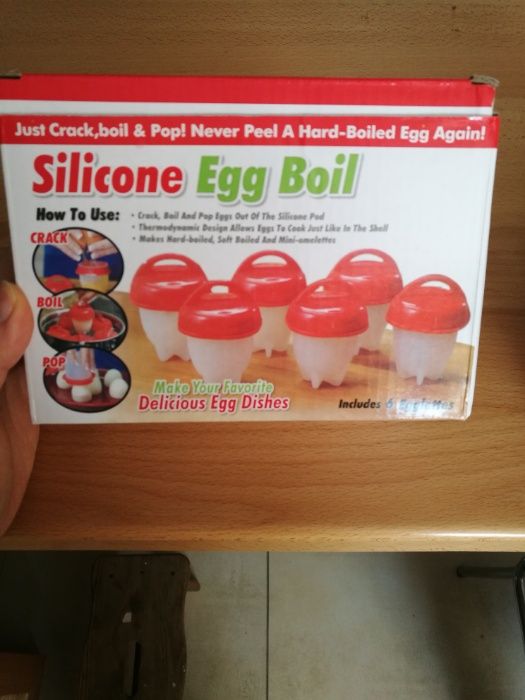 Just Crack,boil & Pop! Never Peel A Hard-Boiled Egg Again!
Silicone Egg Boil
How To Use:
• Crack, Boil And Pop Eggs Out Of The Silicone Pod
• Thermodynamic Design Allows Eggs To Cook Just Like In The Shell
• Makes Hard-boiled, Soft Boiled And Mini-omelettes
CRACK
BOIL
POP
Make Your Favorite
Delicious Egg Dishes
Includes 6 Egglettes